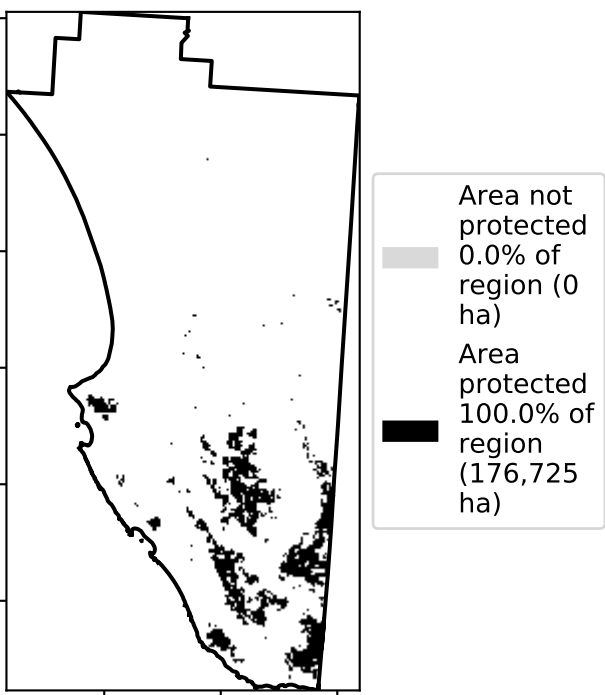 Area not
protected
0.0% of
region (0
ha)
Area
protected
100.0% of
region
(176,725
ha)